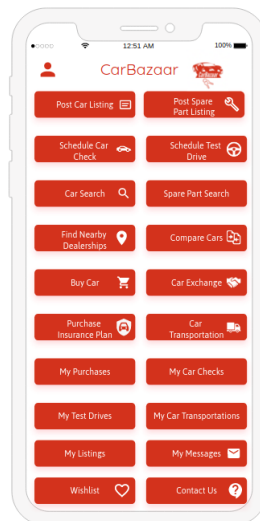 12:51 AM 100%
CarBazaar
Post Car Listing
Post Spare
Part Listing
Schedule Car
Check
Schedule Test
Drive
Car Search
Spare Part Search
Find Nearby
Dealerships
Compare Cars
Buy Car
Car Exchange
Purchase
Insurance Plan
Car
Transportation
My Purchases
My Car Checks
My Test Drives
My Car Transportations
My Listings
My Messages
Wishlist
Contact Us